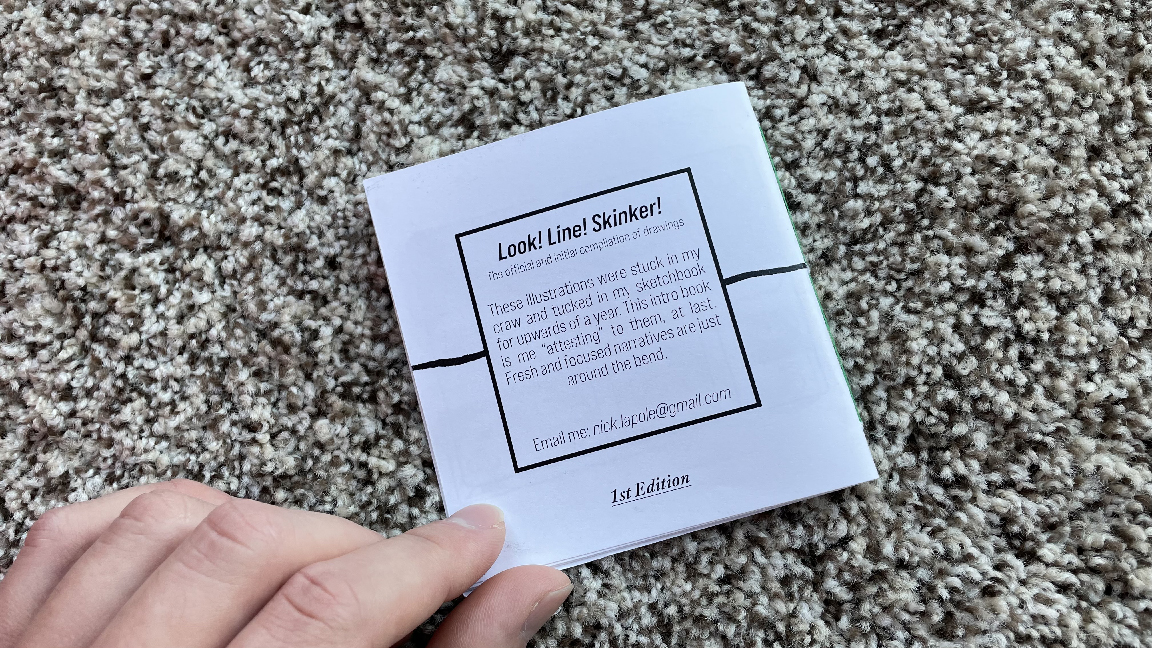 Look! Line! Skinker!
The official and initial compilation of drawings
These illustrations were stuck in my
craw and tucked in my sketchbook
for upwards of a year. This intro book
is me "attesting" to them, at last.
Fresh and focused narratives are just
around the bend.
Email me: nick.lapole@gmail.com
1st Edition